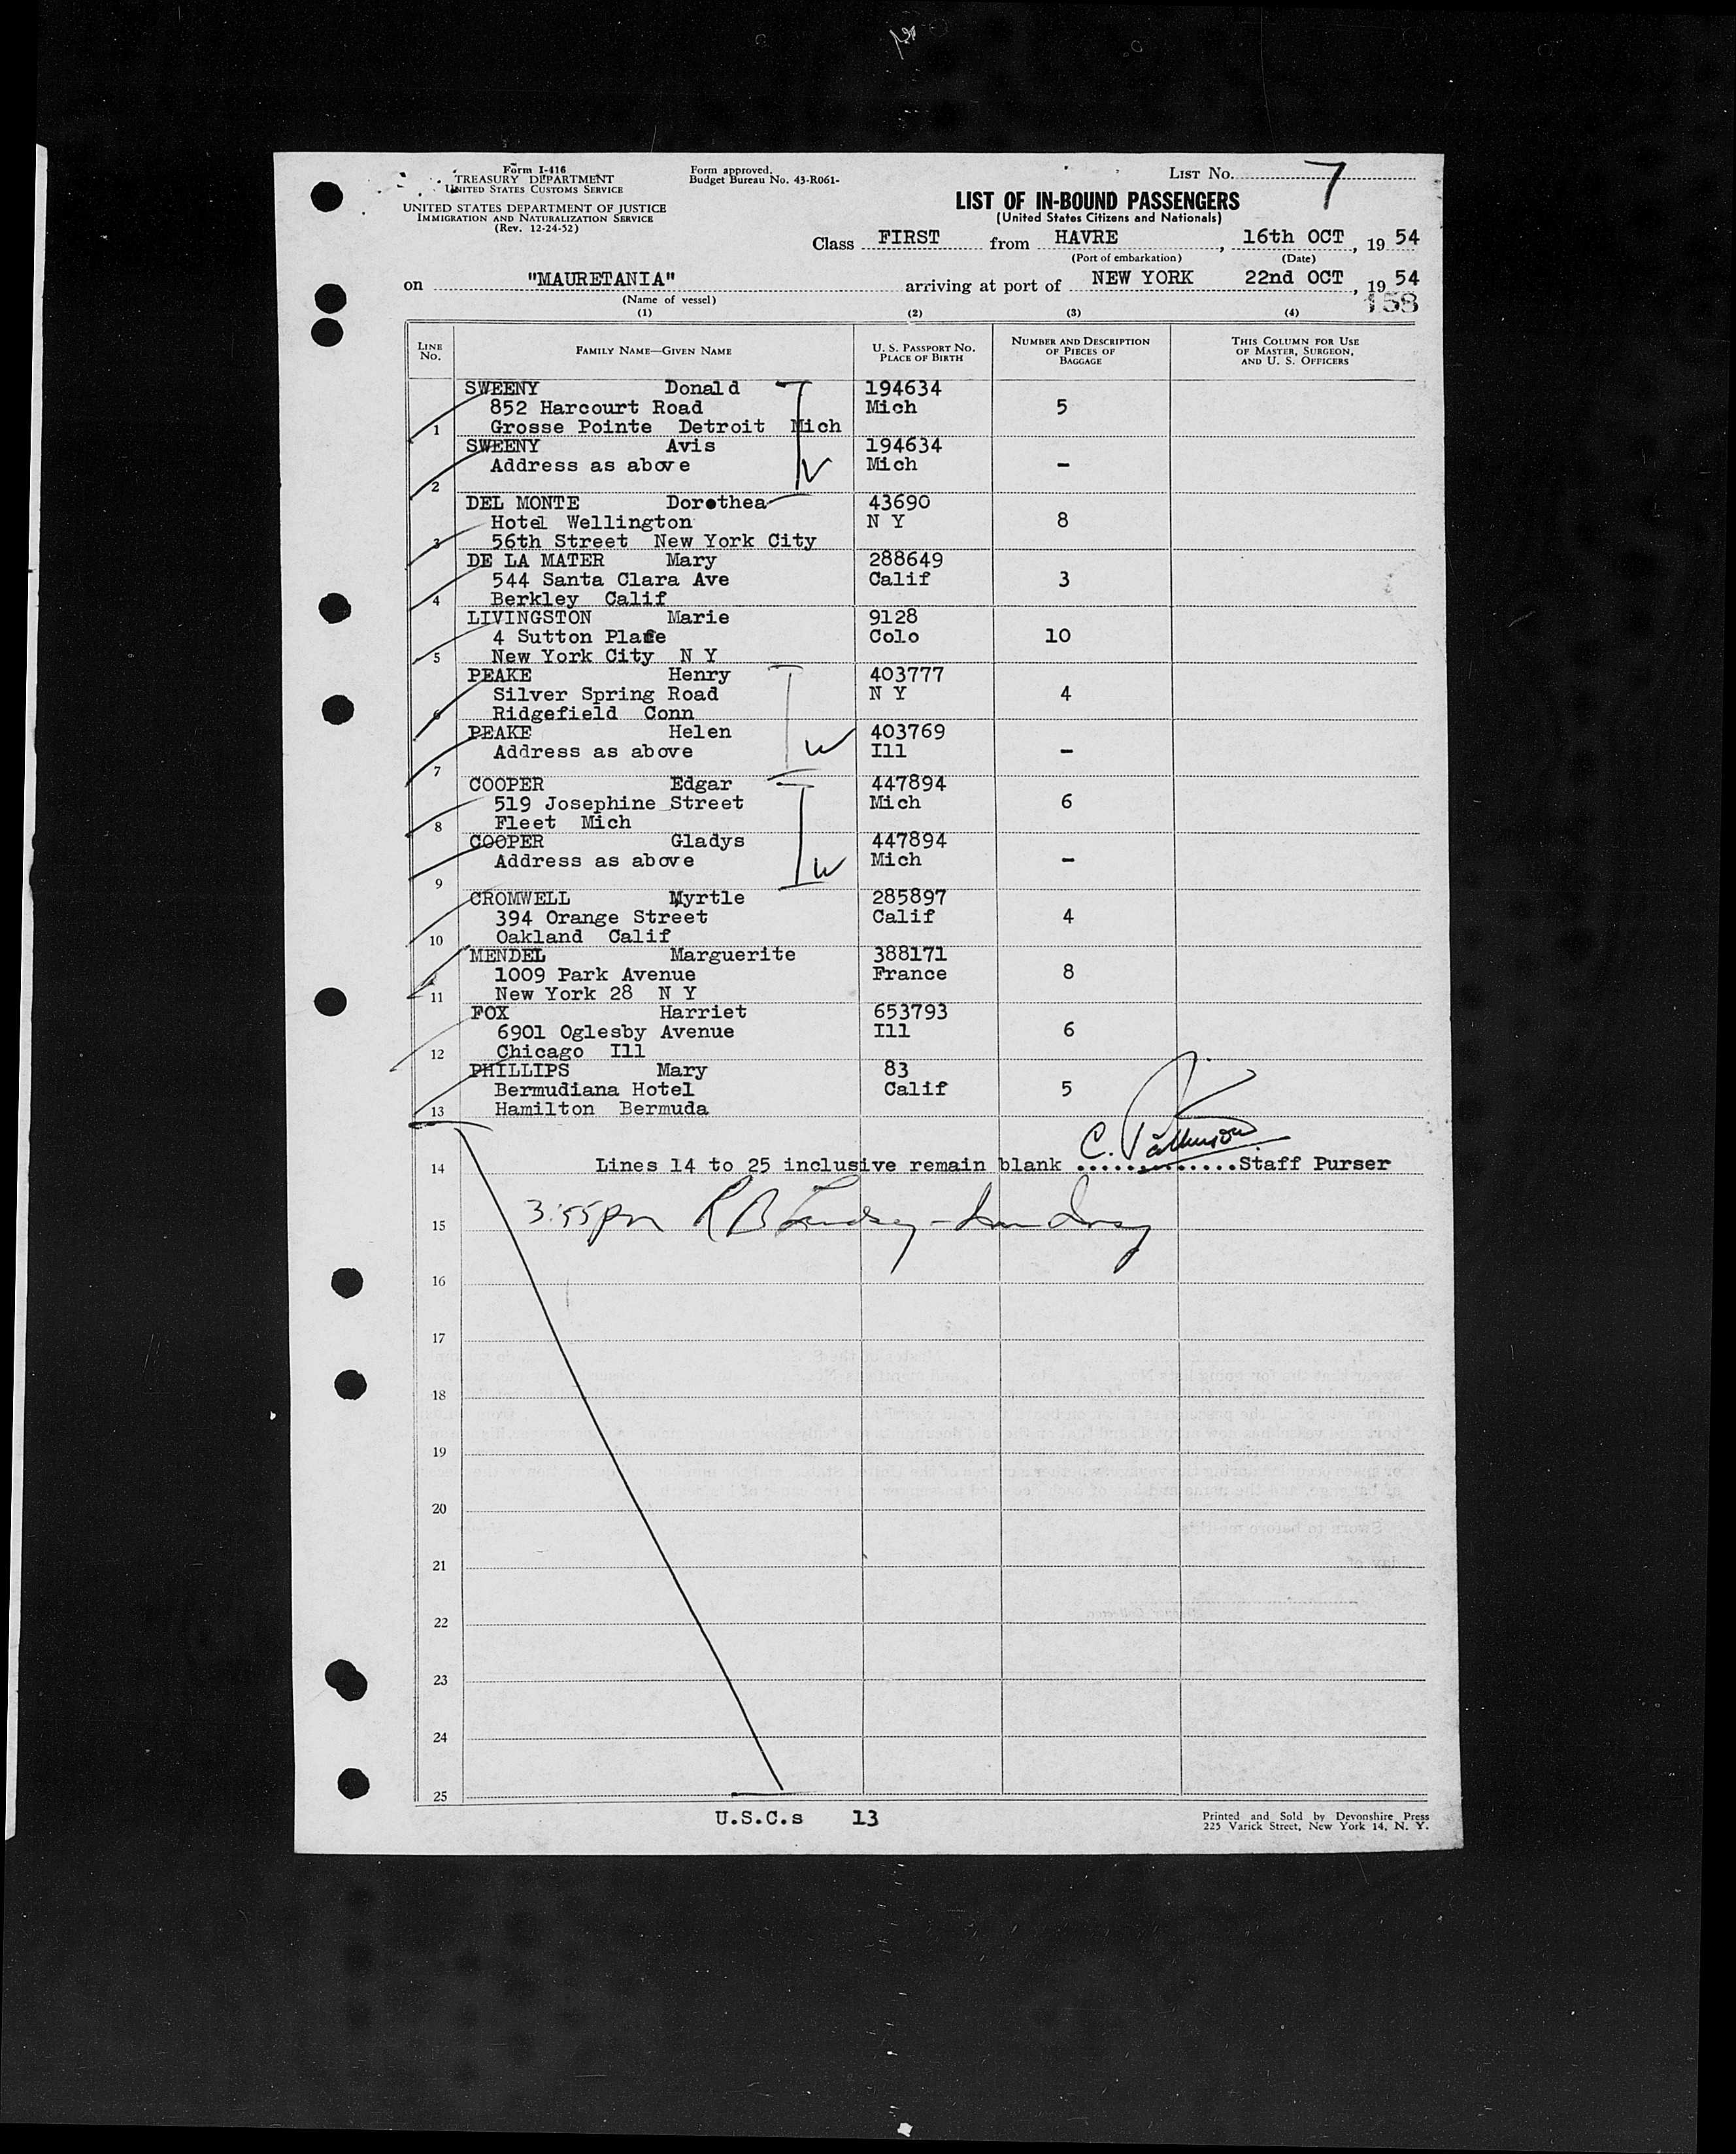 Form I-416
TREASURY DEPARTMENT
UNITED STATES CUSTOMS SERVICE
UNITED STATES DEPARTMENT OF JUSTICE
IMMIGRATION AND NATURALIZATION SERVICE
(Rev. 12-24-52)
Form approved.
Budget Bureau No. 43-R061-
LIST No. 7
LIST OF IN-BOUND PASSENGERS
(United States Citizens and Nationals)
Class FIRST from HAVRE, 16th OCT, 19 54
(Port of embarkation) (Date)
on "MAURETANIA" arriving at port of NEW YORK 22nd OCT, 19 54
(Name of vessel)
158
(1) (2) (3) (4)
LINE No. FAMILY NAME—GIVEN NAME U. S. PASSPORT NO. PLACE OF BIRTH NUMBER AND DESCRIPTION OF PIECES OF BAGGAGE THIS COLUMN FOR USE OF MASTER, SURGEON, AND U. S. OFFICERS
SWEENY Donald 194634
852 Harcourt Road Mich 5
1 Grosse Pointe Detroit Mich
SWEENY Avis 194634
Address as above Mich -
2
DEL MONTE Dorothea 43690
Hotel Wellington N Y 8
3 56th Street New York City
DE LA MATER Mary 288649
544 Santa Clara Ave Calif 3
4 Berkley Calif
LIVINGSTON Marie 9128
4 Sutton Place Colo 10
5 New York City N Y
PEAKE Henry 403777
Silver Spring Road N Y 4
6 Ridgefield Conn
PEAKE Helen 403769
Address as above Ill -
7
COOPER Edgar 447894
519 Josephine Street Mich 6
8 Fleet Mich
COOPER Gladys 447894
Address as above Mich -
9
CROMWELL Myrtle 285897
394 Orange Street Calif 4
10 Oakland Calif
MENDEL Marguerite 388171
1009 Park Avenue France 8
11 New York 28 N Y
FOX Harriet 653793
6901 Oglesby Avenue Ill 6
12 Chicago Ill
PHILLIPS Mary 83
Bermudiana Hotel Calif 5
13 Hamilton Bermuda
14 Lines 14 to 25 inclusive remain blank C. Staff Purser
15 3:55pm R B Lindsey
16
17
18
19
20
21
22
23
24
25
U.S.C.s 13
Printed and Sold by Devonshire Press
225 Varick Street, New York 14, N. Y.